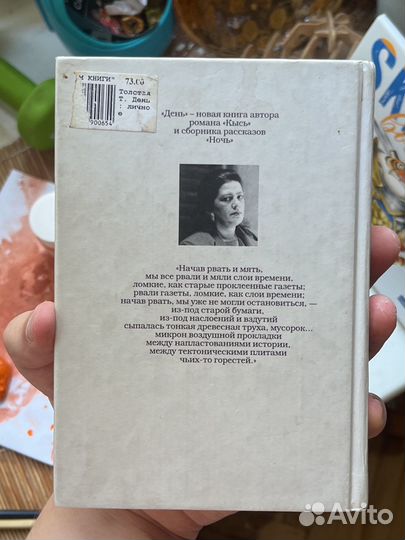 М КНИГИ" 73.00
Толстая
Т. День
: лично
е
900654
«День» – новая книга автора
романа «Кысь»
и сборника рассказов
«Ночь»
«Начав рвать и мять,
мы все рвали и мяли слои времени,
ломкие, как старые проклеенные газеты;
рвали газеты, ломкие, как слои времени;
начав рвать, мы уже не могли остановиться, —
из-под старой бумаги,
из-под наслоений и вздутий
сыпалась тонкая древесная труха, мусорок...
микрон воздушной прокладки
между напластованиями истории,
между тектоническими плитами
чьих-то горестей.»
Avito